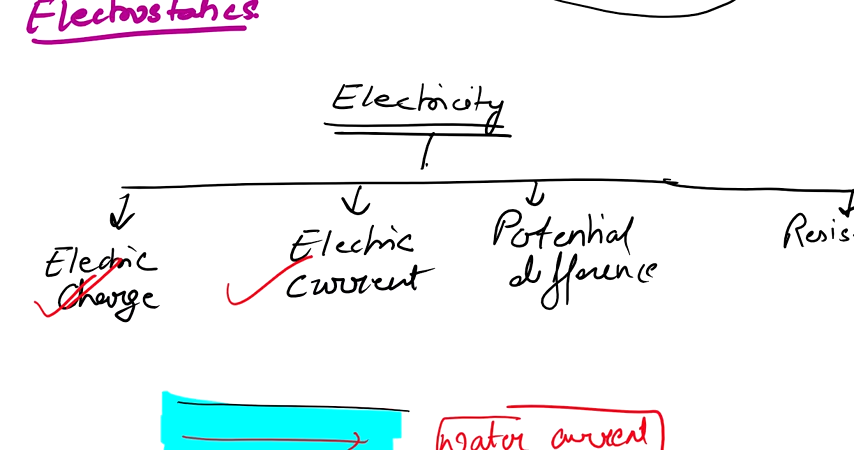 Electrostatics.
Electricity
Electric Charge
Electric current
Potential difference
Resis
water current